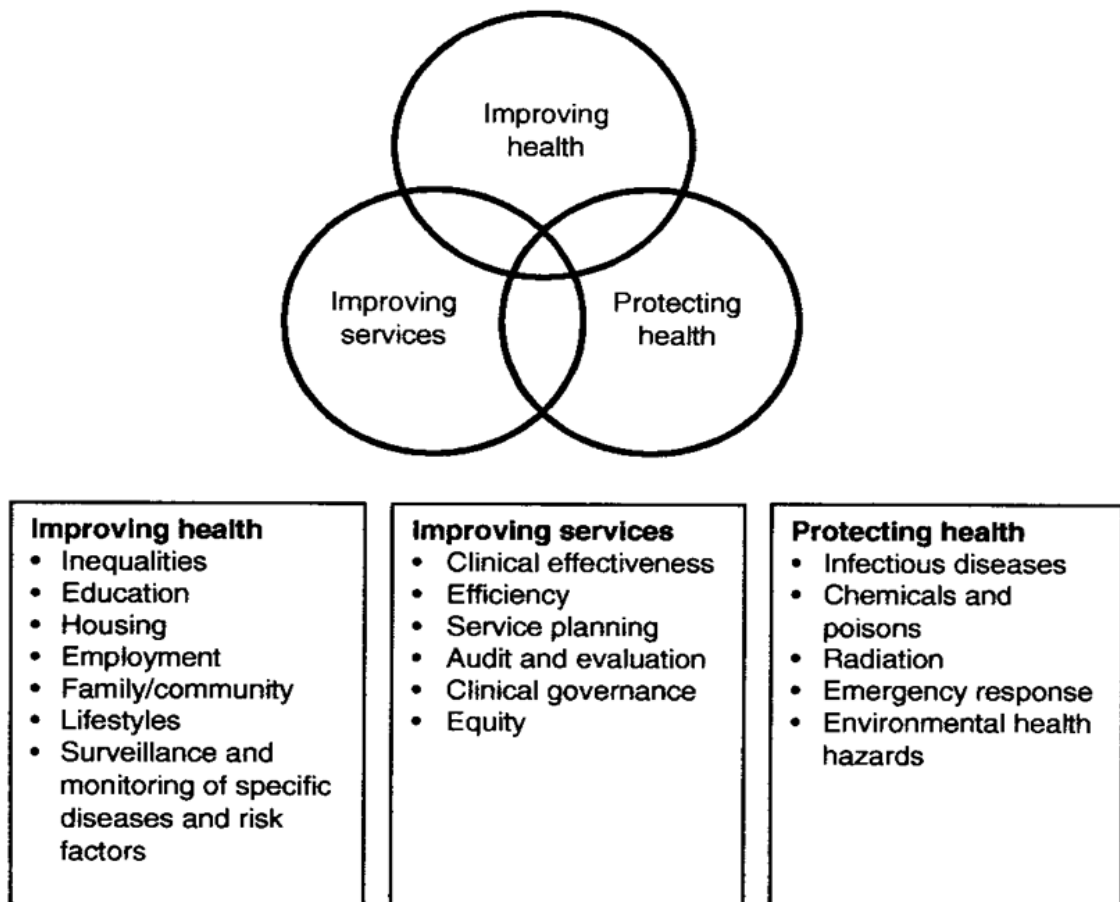 Improving
health
Improving
services
Protecting
health
Improving health
• Inequalities
• Education
• Housing
• Employment
• Family/community
• Lifestyles
• Surveillance and
monitoring of specific
diseases and risk
factors
Improving services
• Clinical effectiveness
• Efficiency
• Service planning
• Audit and evaluation
• Clinical governance
• Equity
Protecting health
• Infectious diseases
• Chemicals and
poisons
• Radiation
• Emergency response
• Environmental health
hazards